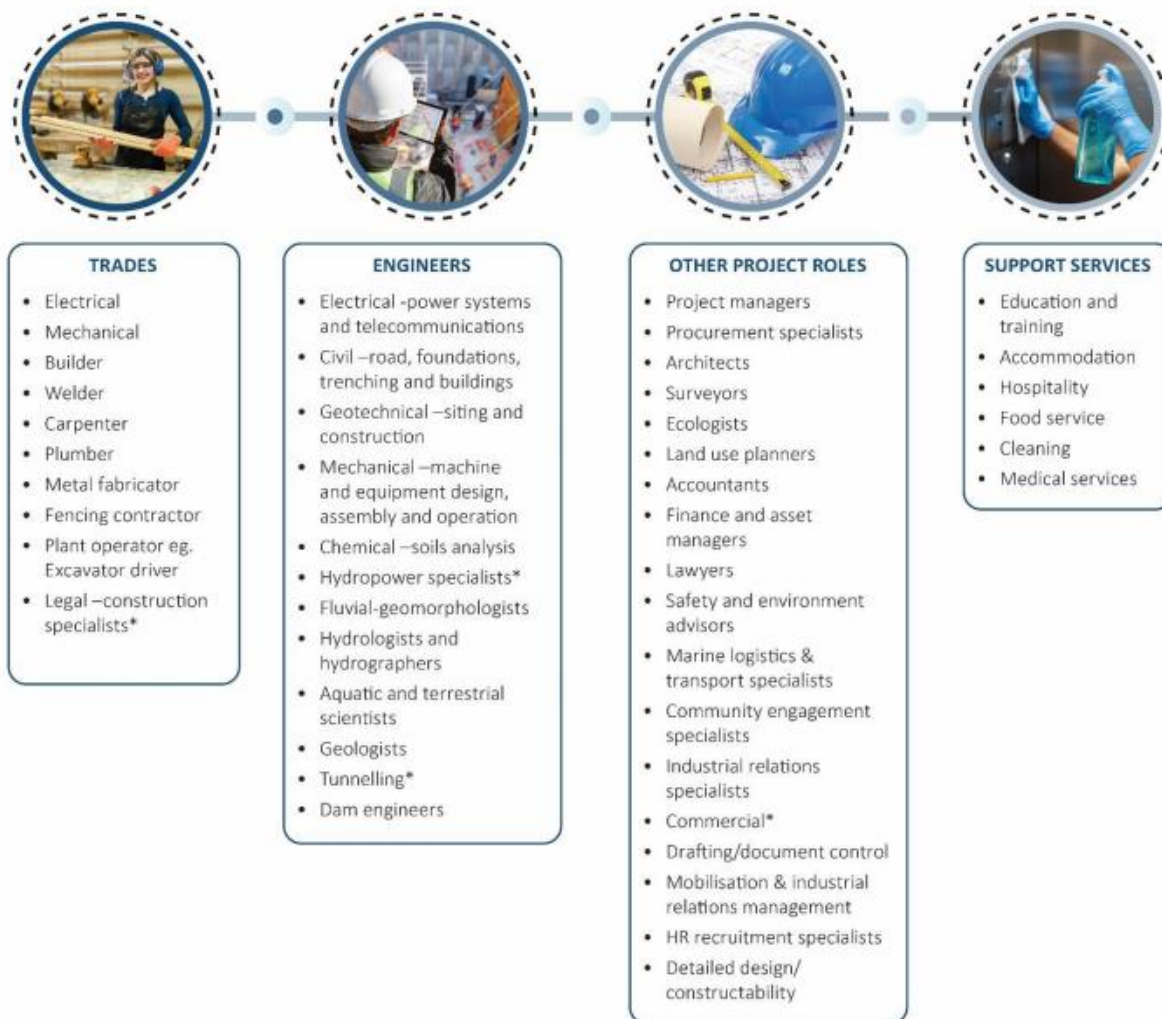 TRADES
• Electrical
• Mechanical
• Builder
• Welder
• Carpenter
• Plumber
• Metal fabricator
• Fencing contractor
• Plant operator eg.
Excavator driver
• Legal –construction
specialists*
ENGINEERS
• Electrical -power systems
and telecommunications
• Civil –road, foundations,
trenching and buildings
• Geotechnical –siting and
construction
• Mechanical –machine
and equipment design,
assembly and operation
• Chemical –soils analysis
• Hydropower specialists*
• Fluvial-geomorphologists
• Hydrologists and
hydrographers
• Aquatic and terrestrial
scientists
• Geologists
• Tunnelling*
• Dam engineers
OTHER PROJECT ROLES
• Project managers
• Procurement specialists
• Architects
• Surveyors
• Ecologists
• Land use planners
• Accountants
• Finance and asset
managers
• Lawyers
• Safety and environment
advisors
• Marine logistics &
transport specialists
• Community engagement
specialists
• Industrial relations
specialists
• Commercial*
• Drafting/document control
• Mobilisation & industrial
relations management
• HR recruitment specialists
• Detailed design/
constructability
SUPPORT SERVICES
• Education and
training
• Accommodation
• Hospitality
• Food service
• Cleaning
• Medical services